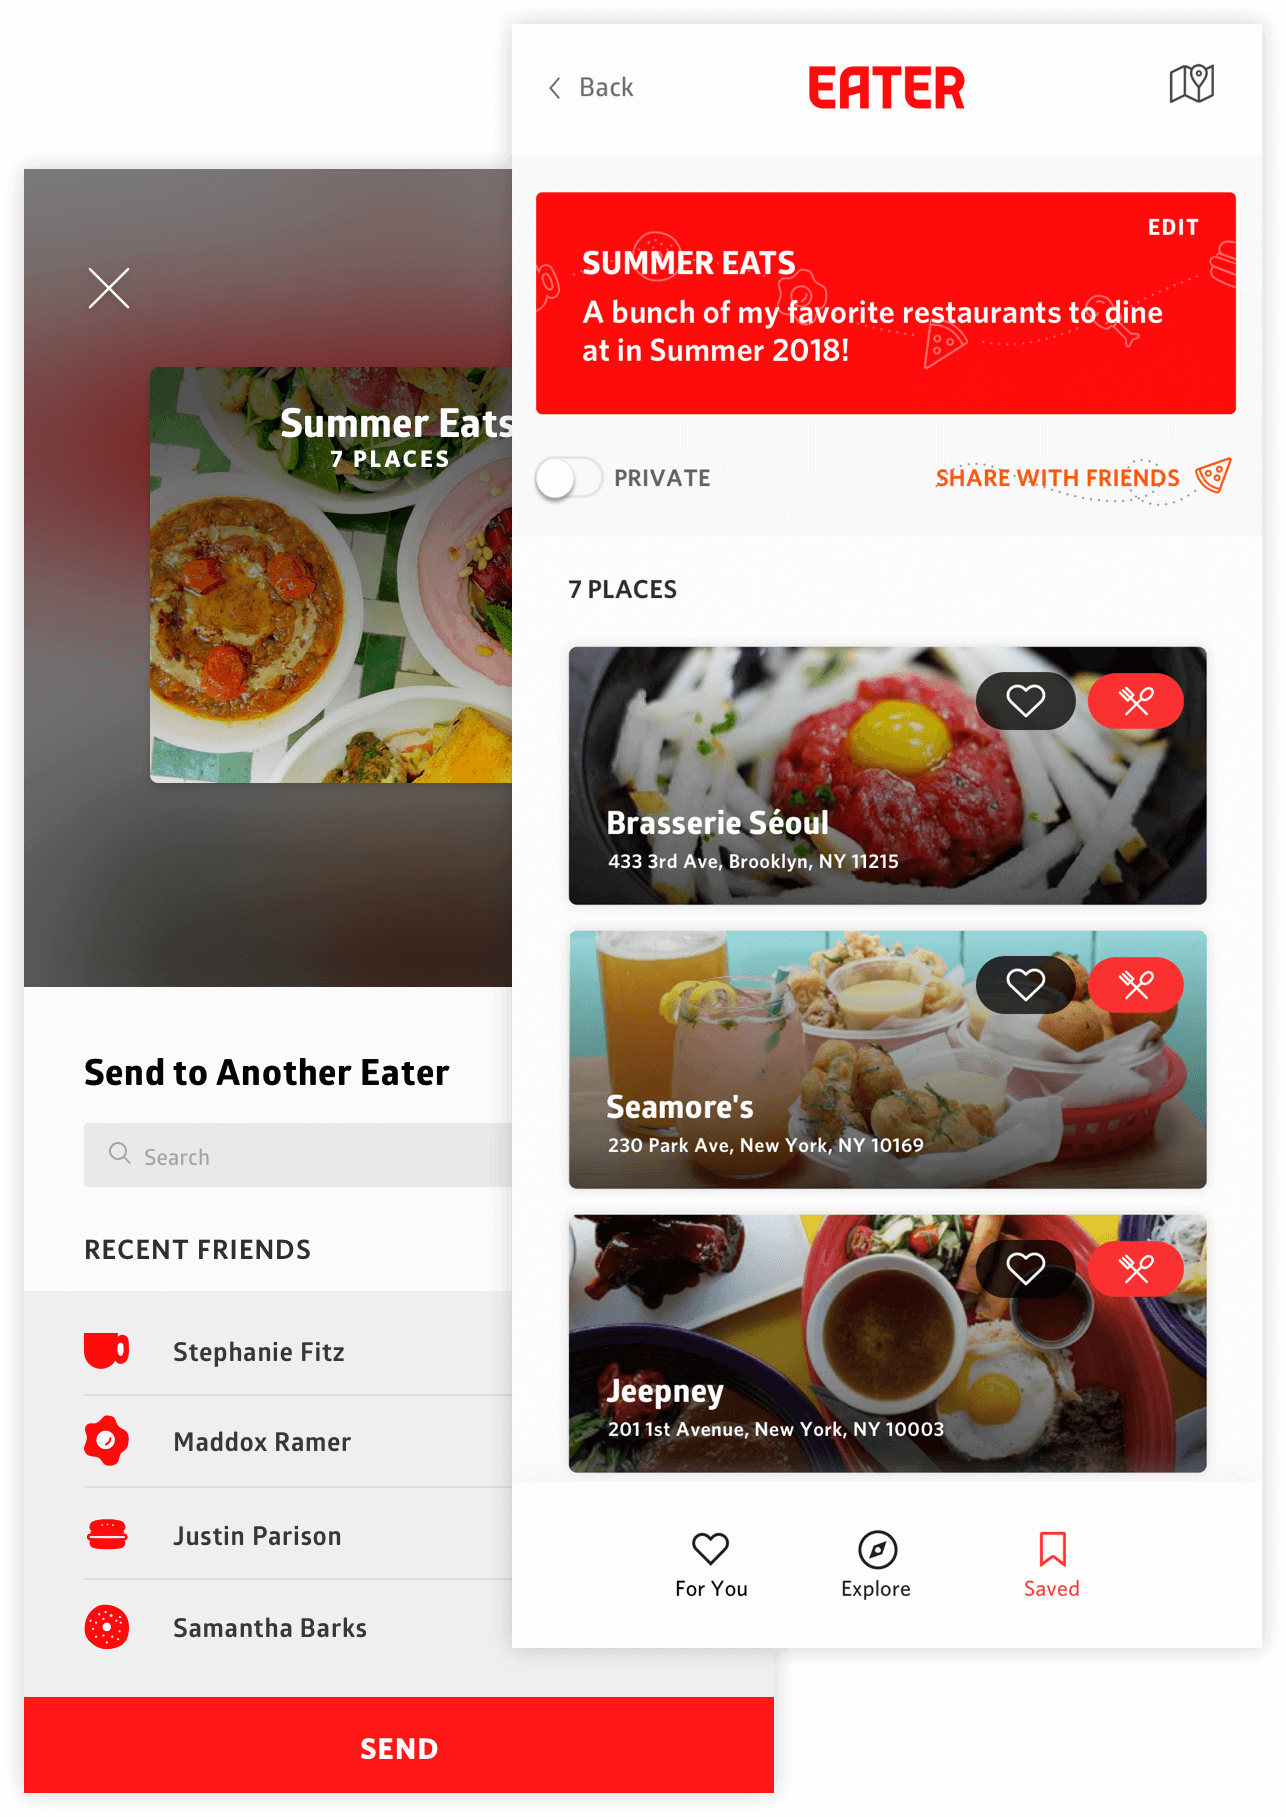 Back
EATER
EDIT
SUMMER EATS
A bunch of my favorite restaurants to dine
at in Summer 2018!
PRIVATE
SHARE WITH FRIENDS
7 PLACES
Brasserie Séoul
433 3rd Ave, Brooklyn, NY 11215
Seamore's
230 Park Ave, New York, NY 10169
Jeepney
201 1st Avenue, New York, NY 10003
For You
Explore
Saved
Summer Eats
7 PLACES
Send to Another Eater
Search
RECENT FRIENDS
Stephanie Fitz
Maddox Ramer
Justin Parison
Samantha Barks
SEND